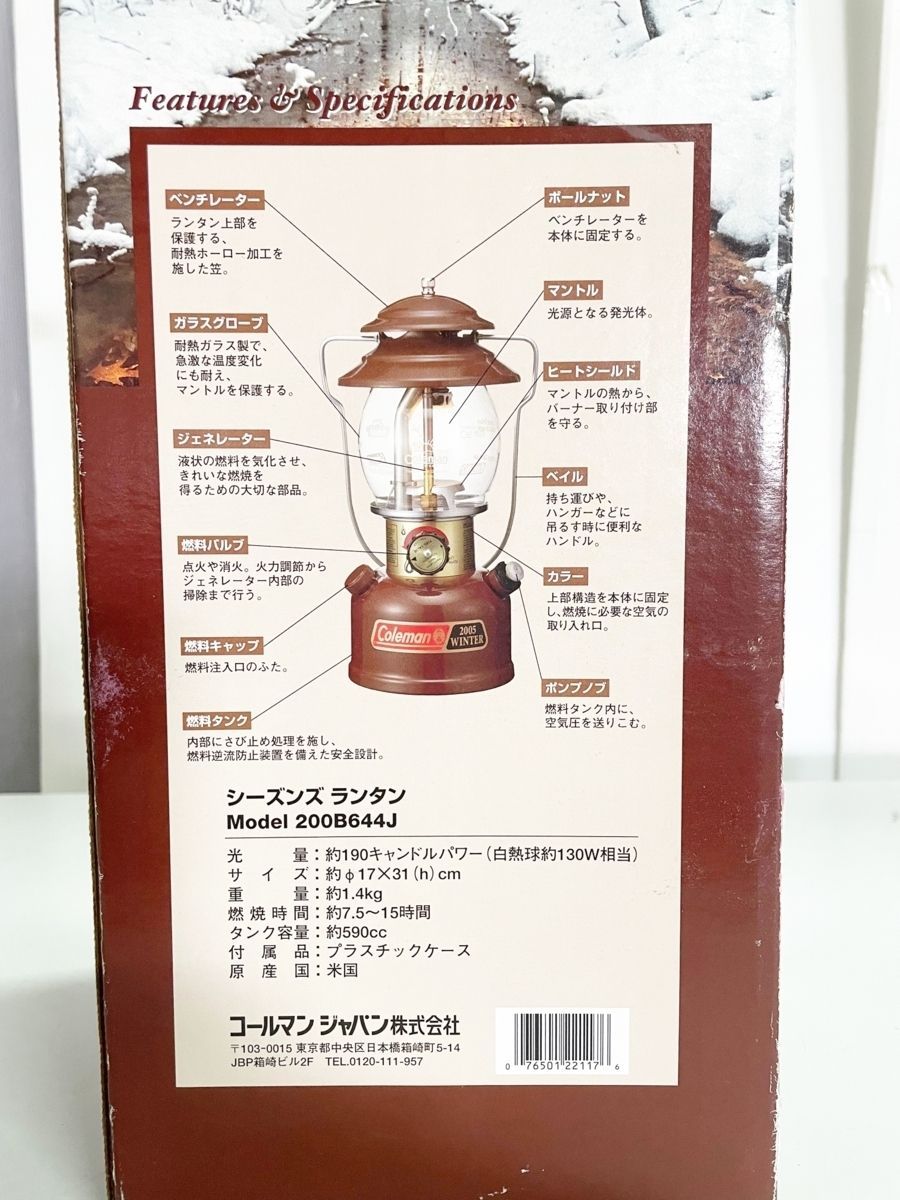 Features & Specifications
ベンチレーター
ランタン上部を
保護する、
耐熱ホーロー加工を
施した笠。
ガラスグローブ
耐熱ガラス製で、
急激な温度変化
にも耐え、
マントルを保護する。
ジェネレーター
液状の燃料を気化させ、
きれいな燃焼を
得るための大切な部品。
燃料バルブ
点火や消火。火力調節から
ジェネレーター内部の
掃除まで行う。
燃料キャップ
燃料注入口のふた。
燃料タンク
内部にさび止め処理を施し、
燃料逆流防止装置を備えた安全設計。
ボールナット
ベンチレーターを
本体に固定する。
マントル
光源となる発光体。
ヒートシールド
マントルの熱から、
バーナー取り付け部
を守る。
ベイル
持ち運びや、
ハンガーなどに
吊るす時に便利な
ハンドル。
カラー
上部構造を本体に固定
し、燃焼に必要な空気の
取り入れ口。
ポンプノブ
燃料タンク内に、
空気圧を送りこむ。
Coleman
2005
WINTER
シーズンズ ランタン
Model 200B644J
光量：約190キャンドルパワー（白熱球約130W相当）
サイズ：約φ17×31(h)cm
重量：約1.4kg
燃焼時間：約7.5〜15時間
タンク容量：約590cc
付属品：プラスチックケース
原産国：米国
コールマン ジャパン株式会社
〒103-0015 東京都中央区日本橋箱崎町5-14
JBP箱崎ビル2F TEL.0120-111-957
0 76501 22117 6